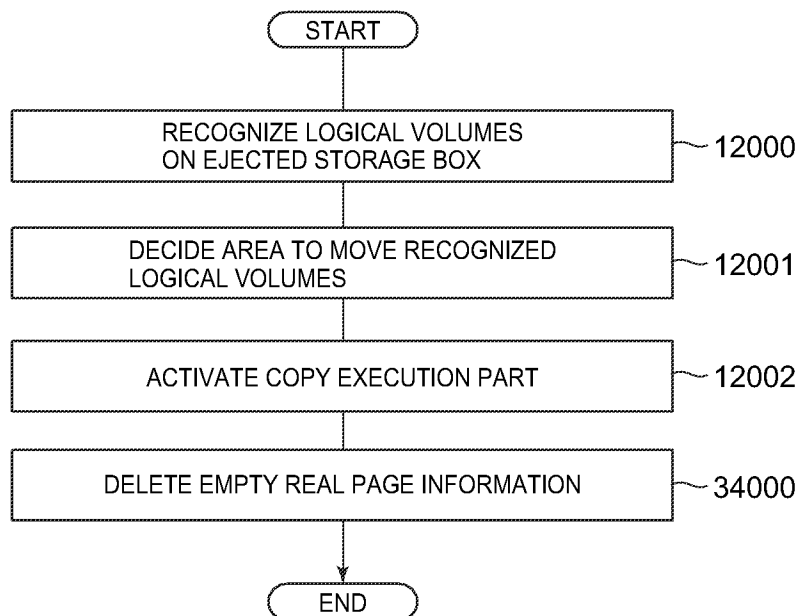 START
RECOGNIZE LOGICAL VOLUMES
ON EJECTED STORAGE BOX
12000
DECIDE AREA TO MOVE RECOGNIZED
LOGICAL VOLUMES
12001
ACTIVATE COPY EXECUTION PART
12002
DELETE EMPTY REAL PAGE INFORMATION
34000
END